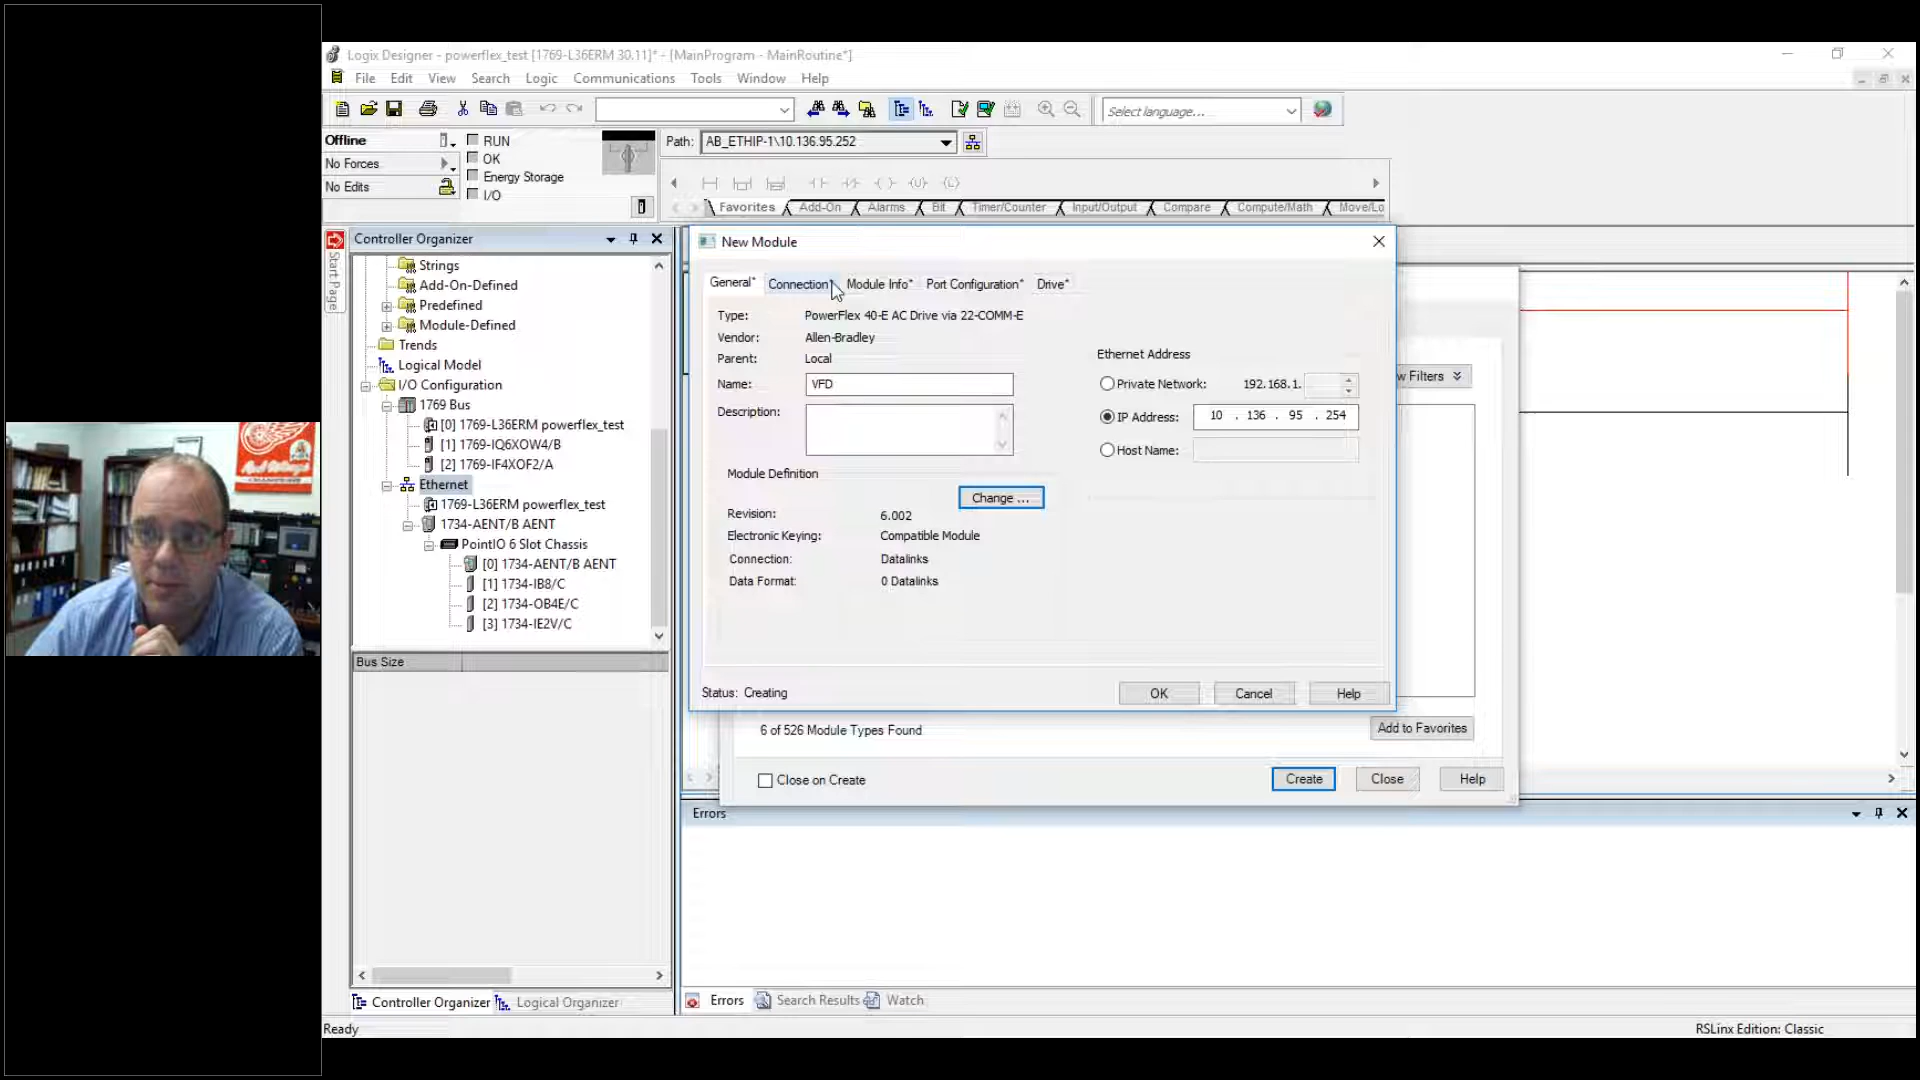 Logix Designer - powerflex_test [1769-L36ERM 30.11]* - [MainProgram - MainRoutine*]
File Edit View Search Logic Communications Tools Window Help
Select language...
Offline RUN
No Forces OK
No Edits Energy Storage
I/O
Path: AB_ETHIP-1\10.136.95.252
Favorites Add-On Alarms Bit Timer/Counter Input/Output Compare Compute/Math Move/Lo
Start Page
Controller Organizer
Strings
Add-On-Defined
Predefined
Module-Defined
Trends
Logical Model
I/O Configuration
1769 Bus
[0] 1769-L36ERM powerflex_test
[1] 1769-IQ6XOW4/B
[2] 1769-IF4XOF2/A
Ethernet
1769-L36ERM powerflex_test
1734-AENT/B AENT
PointIO 6 Slot Chassis
[0] 1734-AENT/B AENT
[1] 1734-IB8/C
[2] 1734-OB4E/C
[3] 1734-IE2V/C
Bus Size
Controller Organizer Logical Organizer
New Module
General* Connection* Module Info* Port Configuration* Drive*
Type: PowerFlex 40-E AC Drive via 22-COMM-E
Vendor: Allen-Bradley
Parent: Local
Name: VFD
Description:
Ethernet Address
Private Network: 192.168.1.
IP Address: 10 . 136 . 95 . 254
Host Name:
Module Definition
Change ...
Revision: 6.002
Electronic Keying: Compatible Module
Connection: Datalinks
Data Format: 0 Datalinks
Status: Creating
OK Cancel Help
w Filters
6 of 526 Module Types Found
Add to Favorites
Close on Create
Create Close Help
Errors
Errors Search Results Watch
Ready
RSLinx Edition: Classic